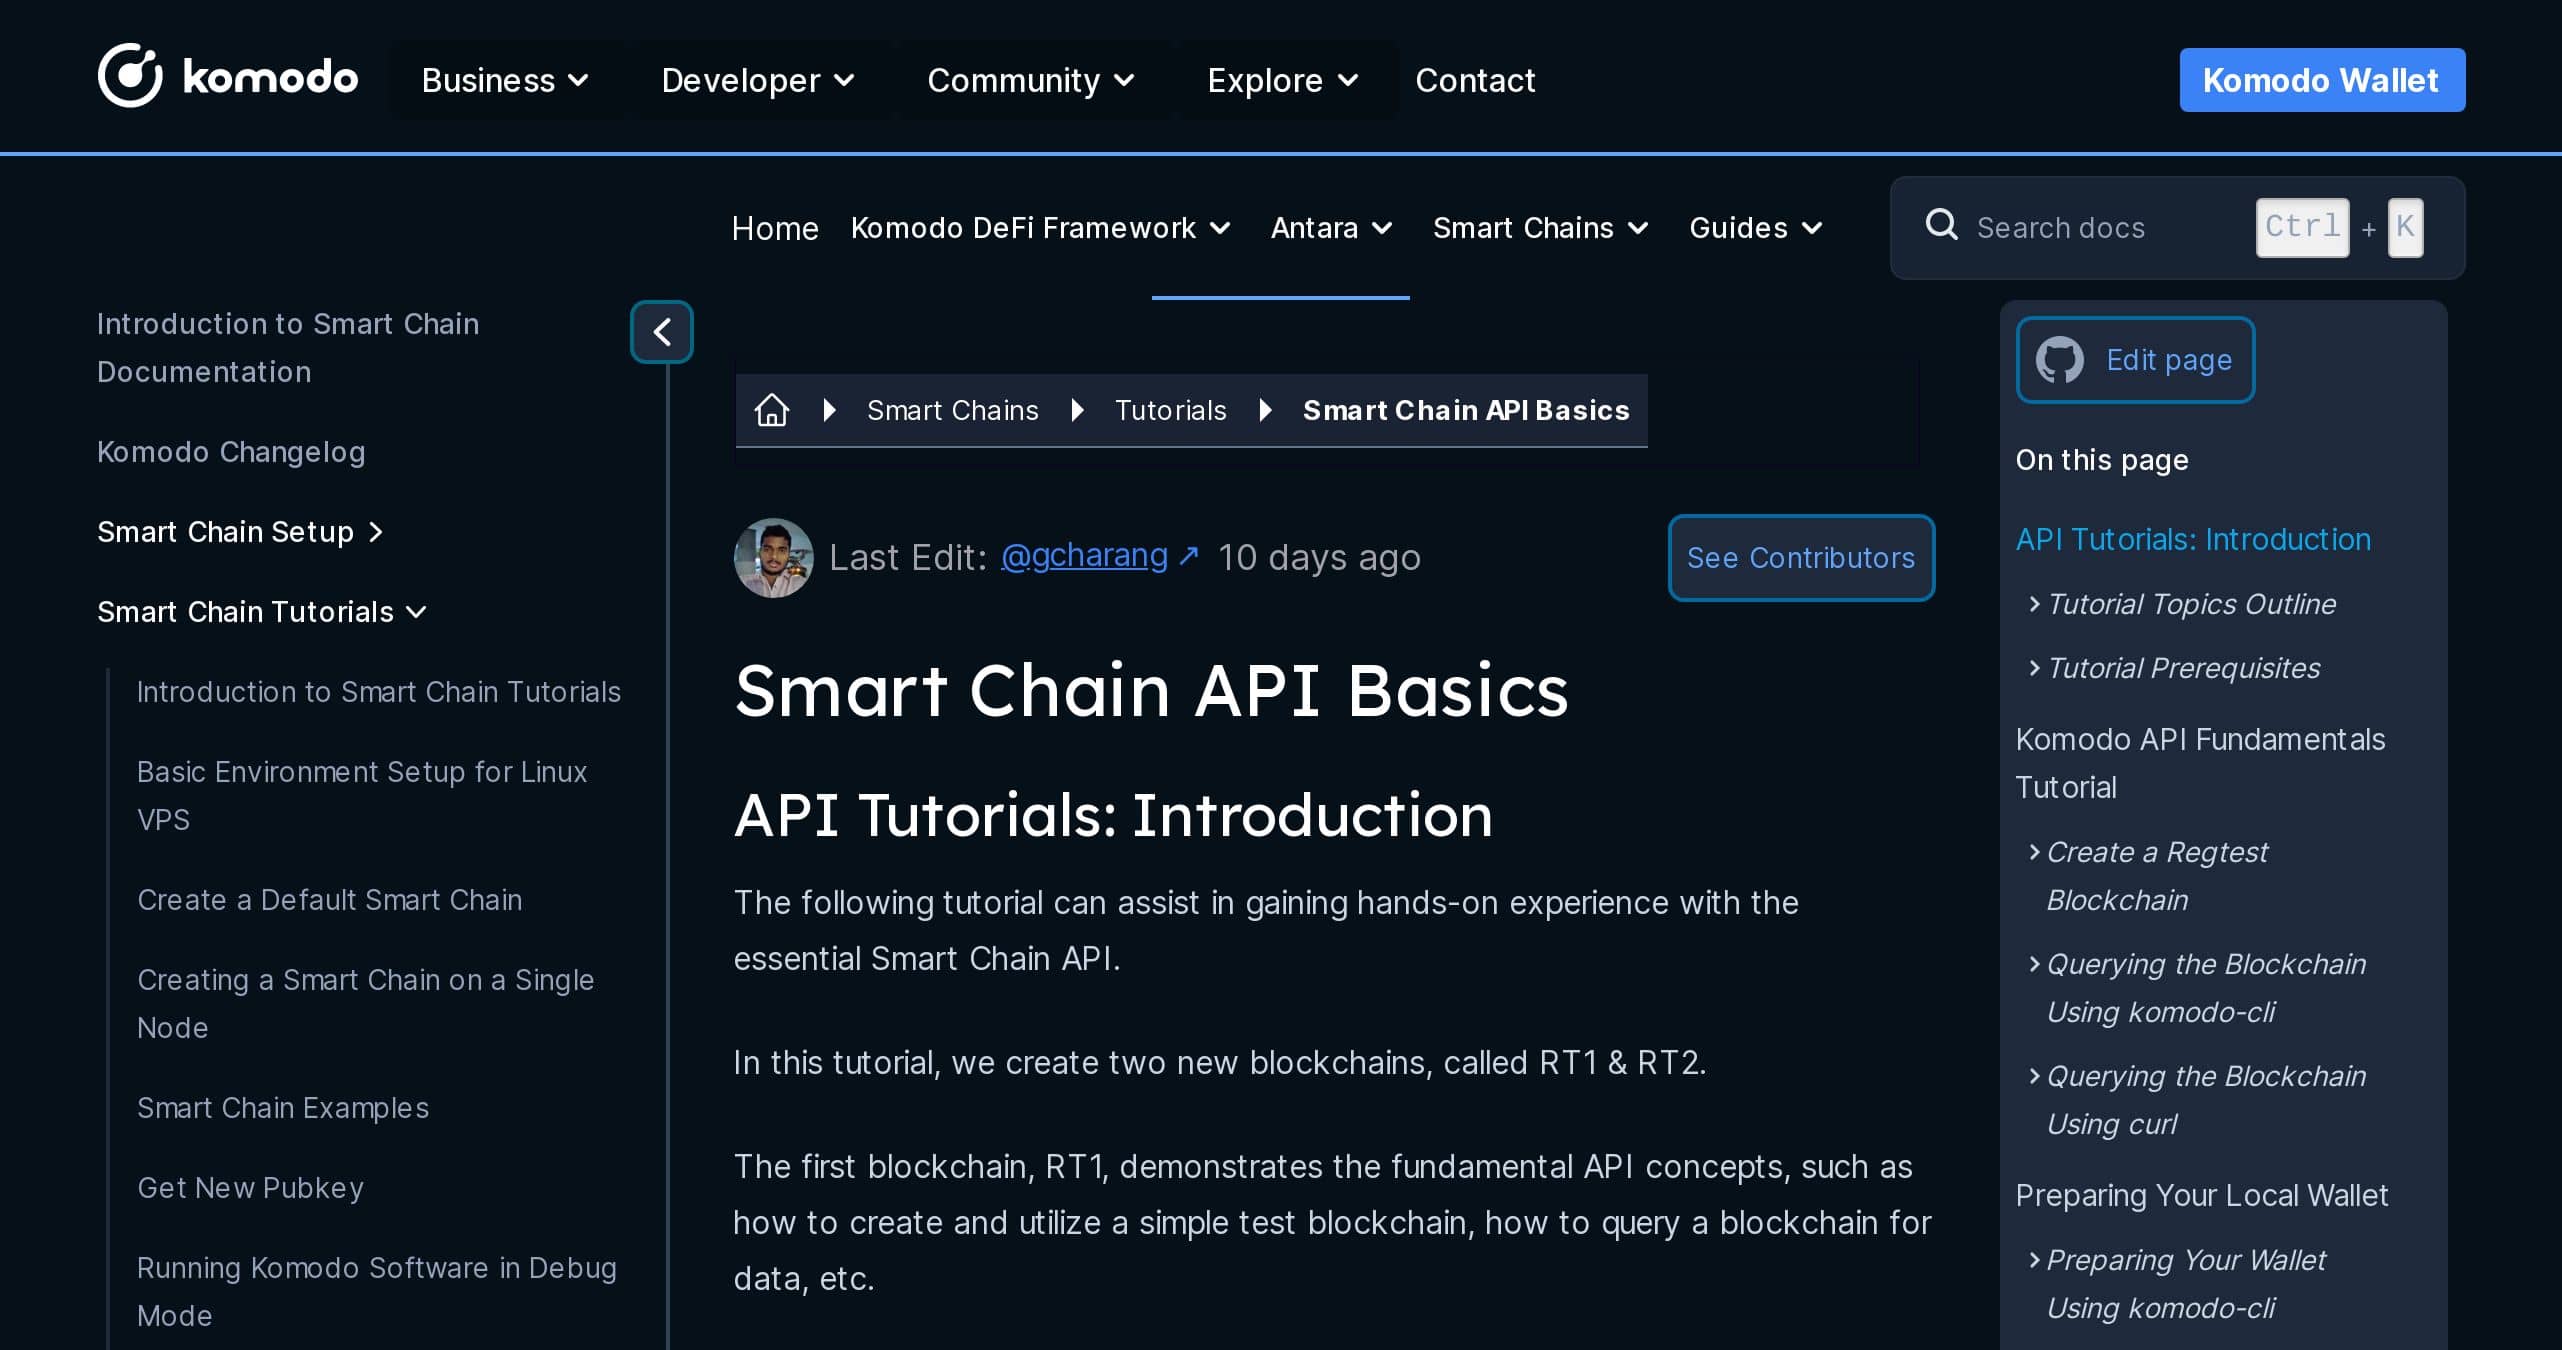 komodo
Business
Developer
Community
Explore
Contact
Komodo Wallet
Home
Komodo DeFi Framework
Antara
Smart Chains
Guides
Search docs
Ctrl + K
Introduction to Smart Chain
Documentation
Komodo Changelog
Smart Chain Setup
Smart Chain Tutorials
Introduction to Smart Chain Tutorials
Basic Environment Setup for Linux
VPS
Create a Default Smart Chain
Creating a Smart Chain on a Single
Node
Smart Chain Examples
Get New Pubkey
Running Komodo Software in Debug
Mode
Smart Chains
Tutorials
Smart Chain API Basics
Last Edit: @gcharang ↗ 10 days ago
See Contributors
Smart Chain API Basics
API Tutorials: Introduction
The following tutorial can assist in gaining hands-on experience with the
essential Smart Chain API.
In this tutorial, we create two new blockchains, called RT1 & RT2.
The first blockchain, RT1, demonstrates the fundamental API concepts, such as
how to create and utilize a simple test blockchain, how to query a blockchain for
data, etc.
Edit page
On this page
API Tutorials: Introduction
Tutorial Topics Outline
Tutorial Prerequisites
Komodo API Fundamentals
Tutorial
Create a Regtest
Blockchain
Querying the Blockchain
Using komodo-cli
Querying the Blockchain
Using curl
Preparing Your Local Wallet
Preparing Your Wallet
Using komodo-cli